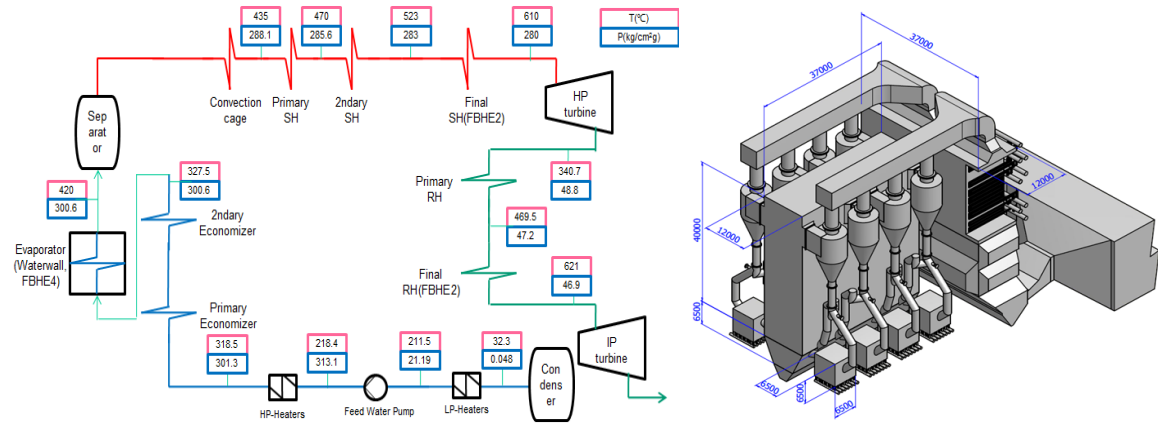 435
288.1
470
285.6
523
283
610
280
T(℃)
P(kg/cm²g)
Convection
cage
Primary
SH
2ndary
SH
Final
SH(FBHE2)
HP
turbine
Sep
arat
or
327.5
300.6
420
300.6
2ndary
Economizer
Evaporator
(Waterwall,
FBHE4)
Primary
Economizer
340.7
48.8
Primary
RH
469.5
47.2
Final
RH(FBHE2)
621
46.9
IP
turbine
318.5
301.3
218.4
313.1
211.5
21.19
32.3
0.048
Con
dens
er
HP-Heaters
Feed Water Pump
LP-Heaters
37000
37000
12000
40000
12000
6500
6500
6500
6500